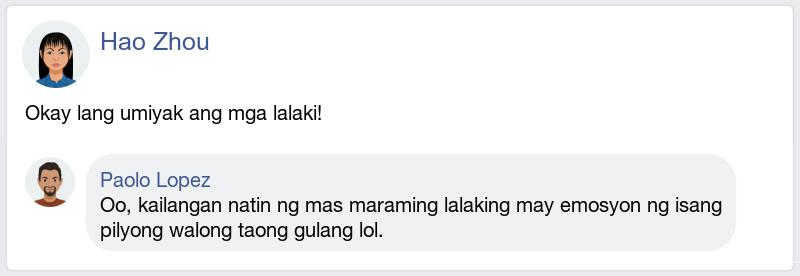 Hao Zhou
Okay lang umiyak ang mga lalaki!
Paolo Lopez
Oo, kailangan natin ng mas maraming lalaking may emosyon ng isang
pilyong walong taong gulang lol.